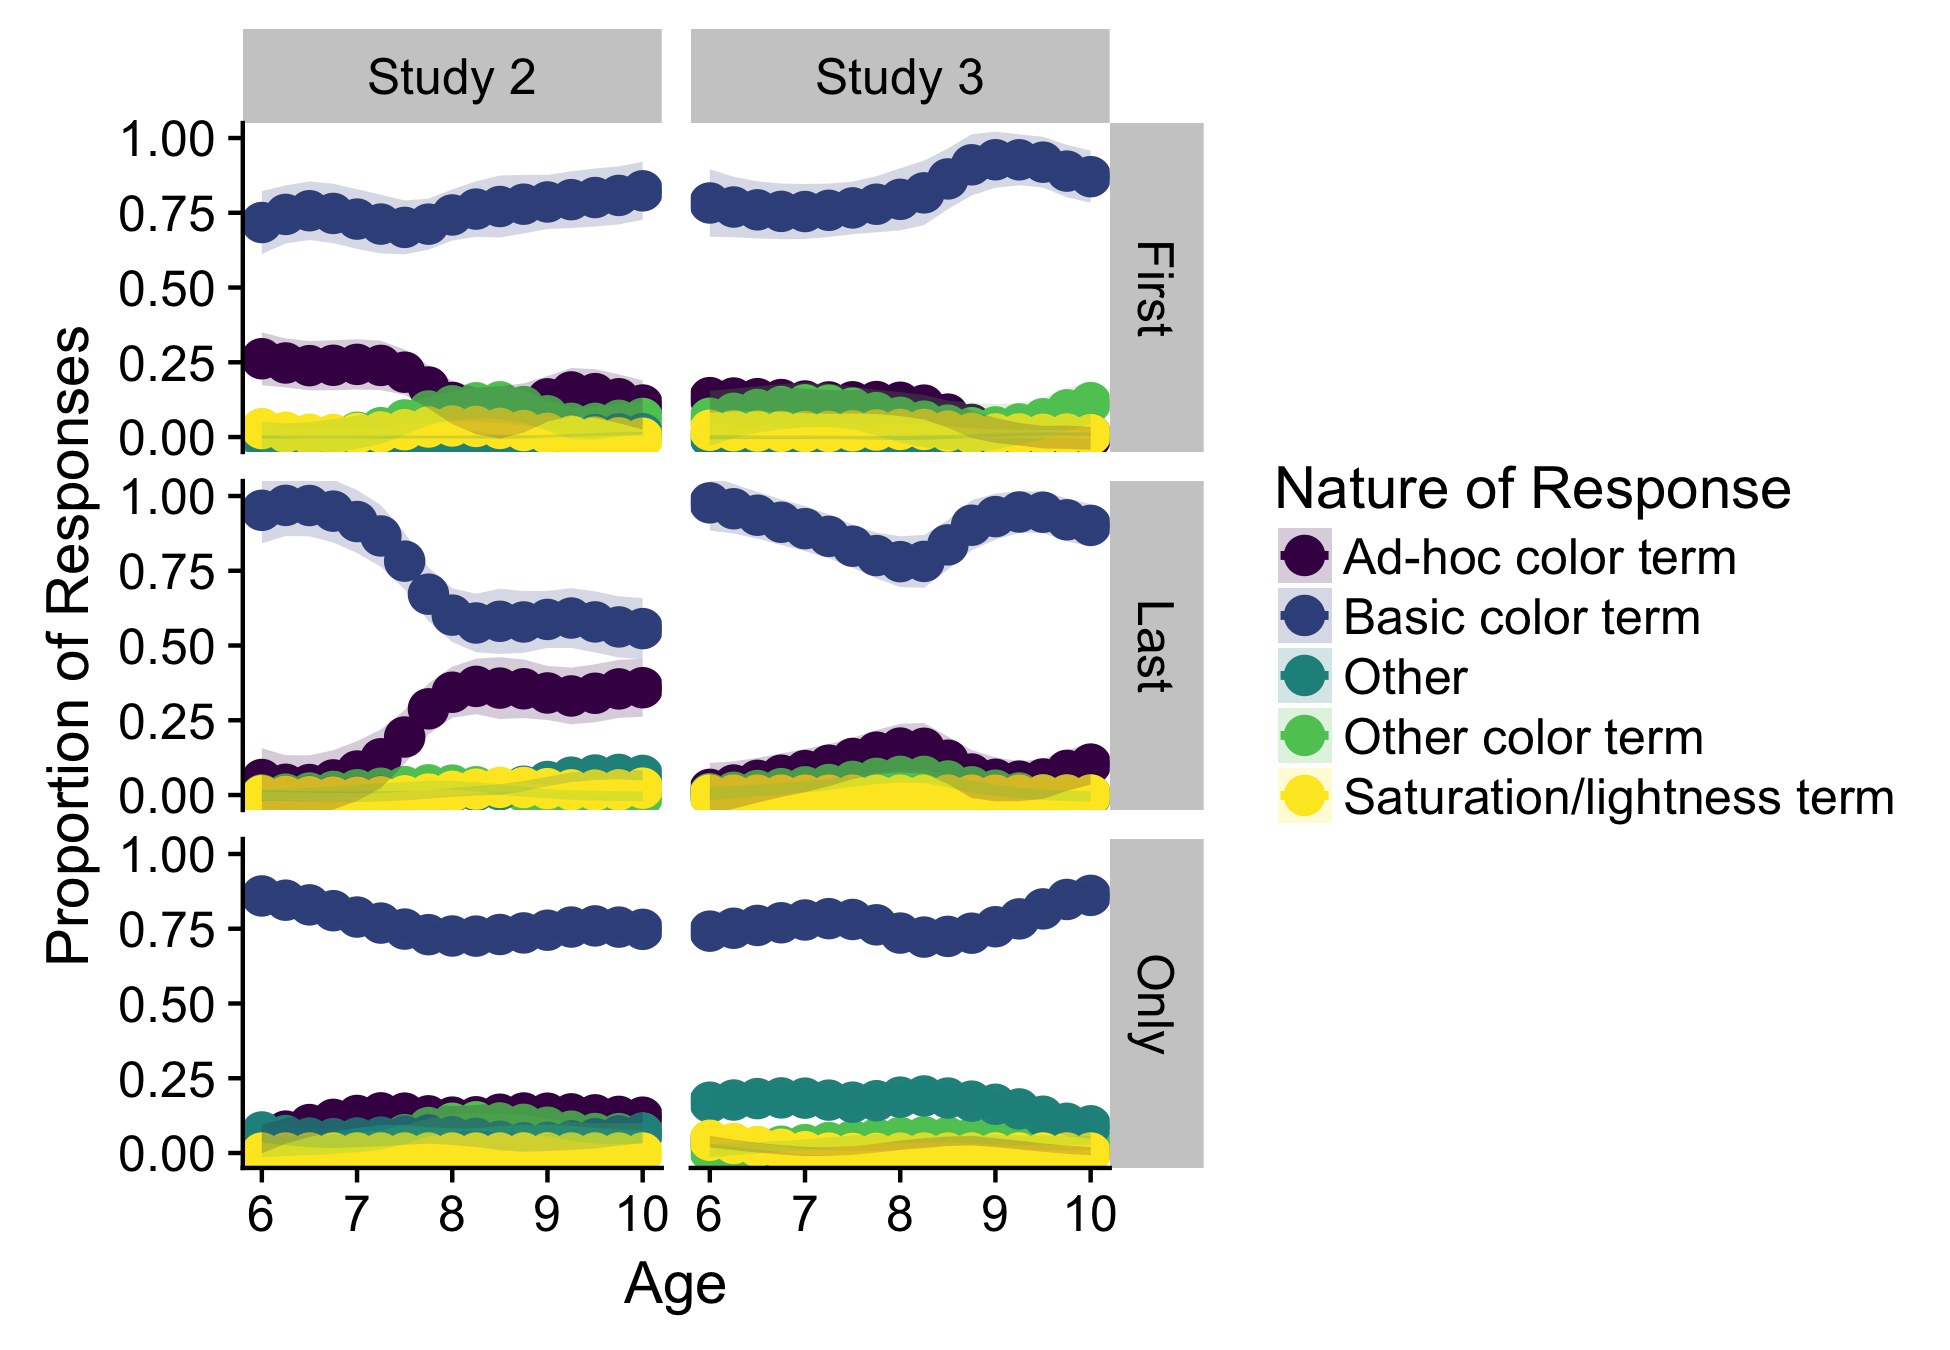 Study 2
Study 3
1.00
0.75
0.50
0.25
0.00
First
1.00
0.75
0.50
0.25
0.00
Last
1.00
0.75
0.50
0.25
0.00
Only
6 7 8 9 10
6 7 8 9 10
Age
Proportion of Responses
Nature of Response
Ad-hoc color term
Basic color term
Other
Other color term
Saturation/lightness term